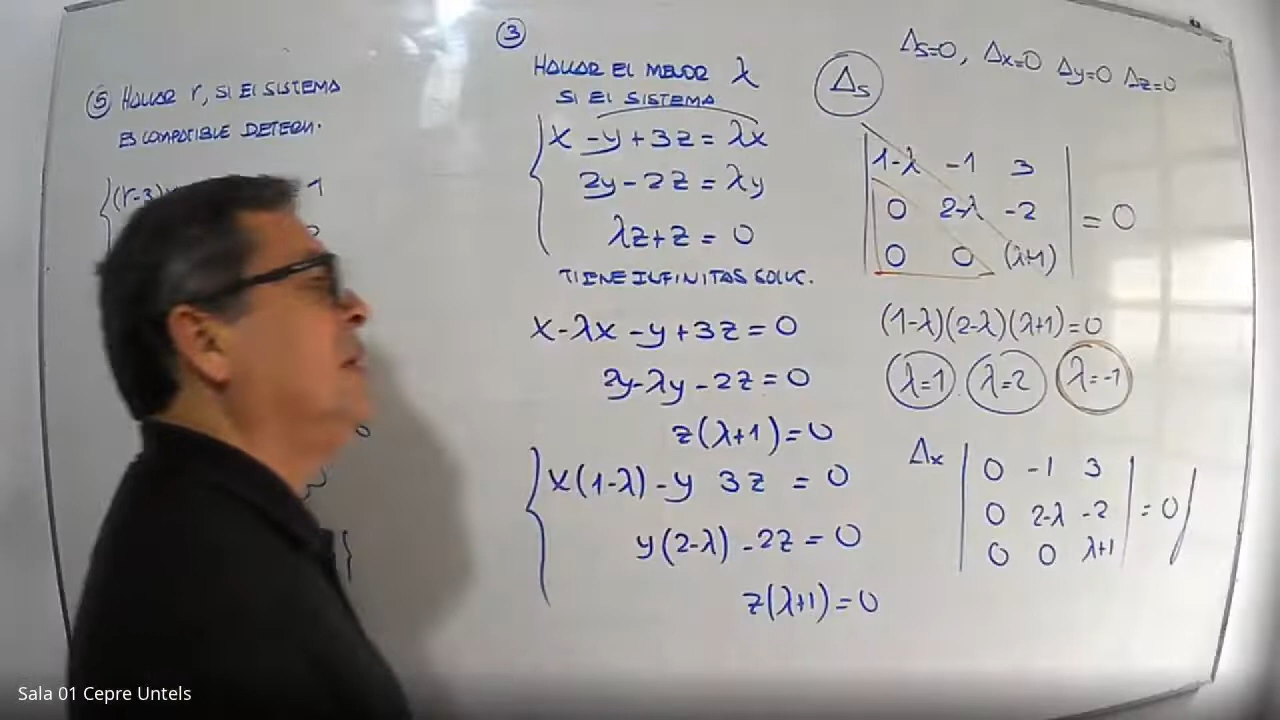 ⑤ HALLAR r, SI EL SISTEMA
ES COMPATIBLE DETERM.
③
HALLAR EL MENOR λ
SI EL SISTEMA
x - y + 3z = λx
2y - 2z = λy
λz + z = 0
TIENE INFINITAS SOLUC.
x - λx - y + 3z = 0
2y - λy - 2z = 0
z(λ+1) = 0
x(1-λ) - y 3z = 0
y(2-λ) - 2z = 0
z(λ+1) = 0
Δs=0, Δx=0 Δy=0 Δz=0
Δs
1-λ -1 3
0 2-λ -2 = 0
0 0 (λ+1)
(1-λ)(2-λ)(λ+1)=0
λ=1 λ=2 λ=-1
Δx
0 -1 3
0 2-λ -2 = 0
0 0 λ+1
Sala 01 Cepre Untels